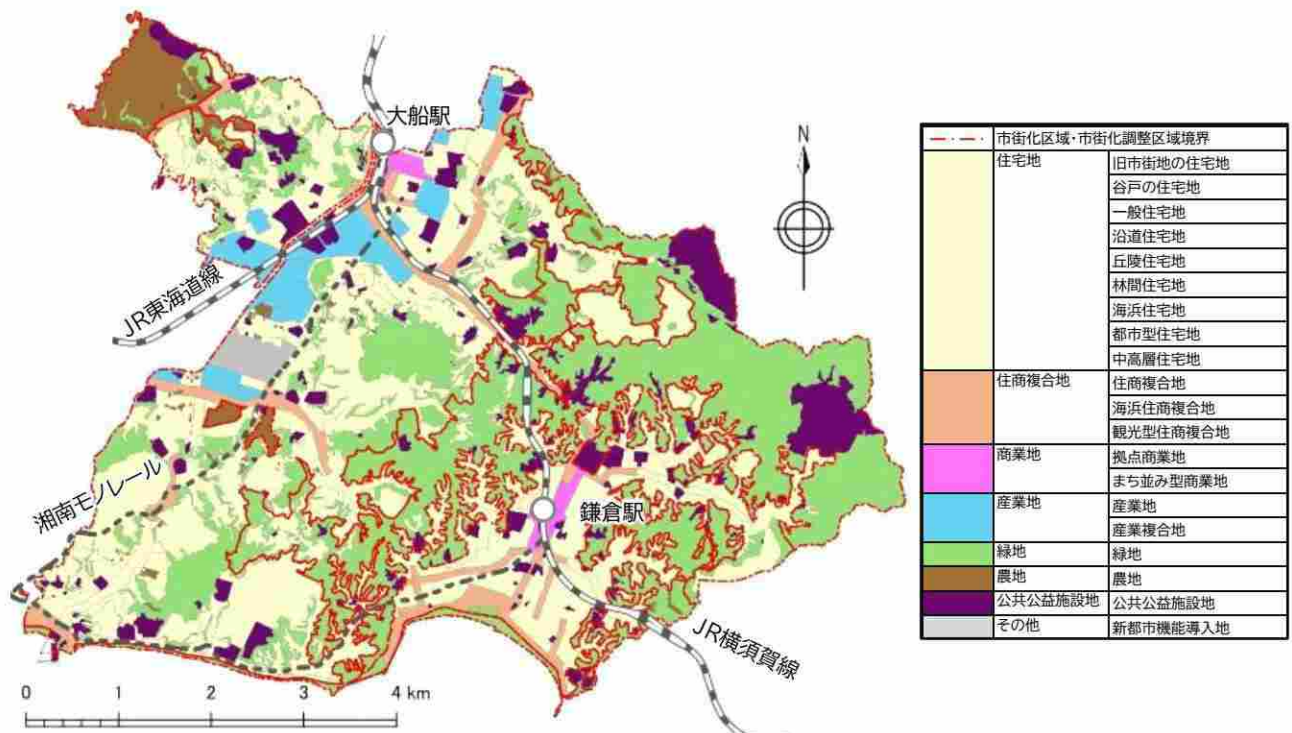 大船駅
N
JR東海道線
湘南モノレール
鎌倉駅
JR横須賀線
0 1 2 3 4 km
市街化区域・市街化調整区域境界
住宅地 旧市街地の住宅地
谷戸の住宅地
一般住宅地
沿道住宅地
丘陵住宅地
林間住宅地
海浜住宅地
都市型住宅地
中高層住宅地
住商複合地 住商複合地
海浜住商複合地
観光型住商複合地
商業地 拠点商業地
まち並み型商業地
産業地 産業地
産業複合地
緑地 緑地
農地 農地
公共公益施設地 公共公益施設地
その他 新都市機能導入地